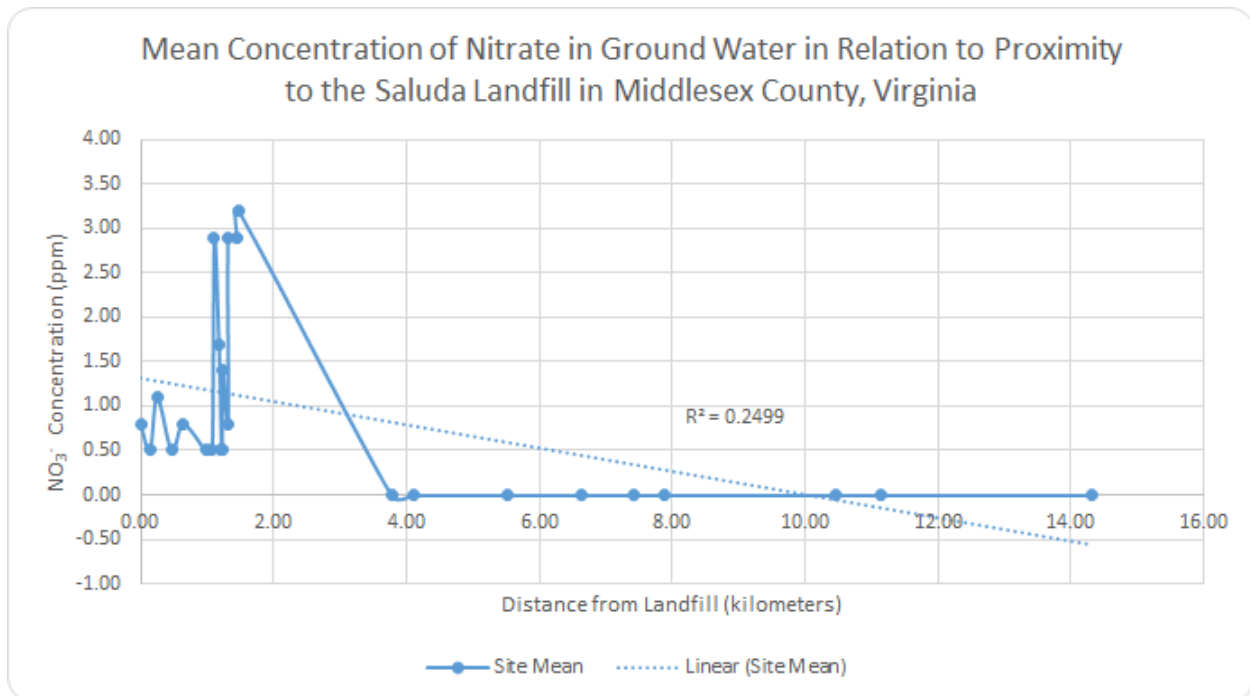 Mean Concentration of Nitrate in Ground Water in Relation to Proximity
to the Saluda Landfill in Middlesex County, Virginia
4.00
3.50
3.00
2.50
2.00
1.50
1.00
0.50
0.00
-0.50
-1.00
NO₃⁻ Concentration (ppm)
R² = 0.2499
0.00 2.00 4.00 6.00 8.00 10.00 12.00 14.00 16.00
Distance from Landfill (kilometers)
Site Mean Linear (Site Mean)